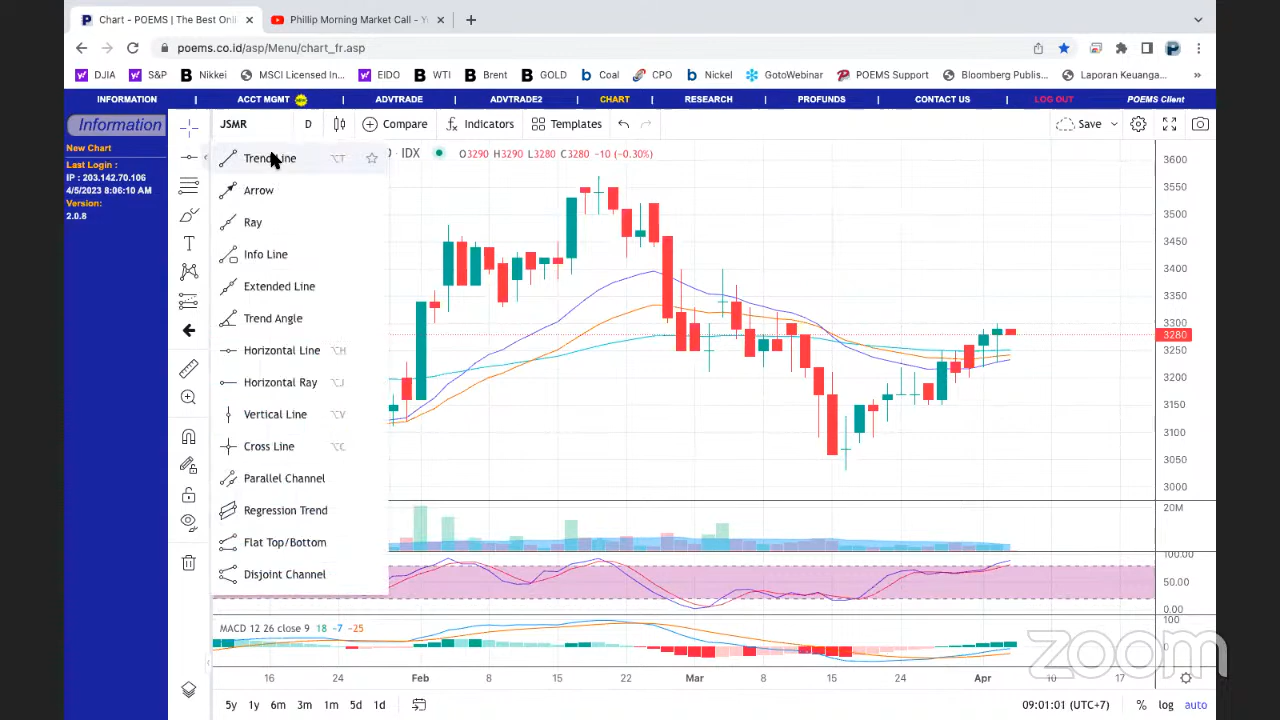 Chart - POEMS | The Best Onli
Phillip Morning Market Call - Y
poems.co.id/asp/Menu/chart_fr.asp
DJIA
S&P
Nikkei
MSCI Licensed In...
EIDO
WTI
Brent
GOLD
Coal
CPO
Nickel
GotoWebinar
POEMS Support
Bloomberg Publis...
Laporan Keuanga...
INFORMATION | ACCT MGMT | ADVTRADE | ADVTRADE2 | CHART | RESEARCH | PROFUNDS | CONTACT US | LOG OUT POEMS Client
Information
New Chart
Last Login :
IP : 203.142.70.106
4/5/2023 8:06:10 AM
Version:
2.0.8
JSMR D Compare Indicators Templates Save
IDX O3290 H3290 L3280 C3280 -10 (-0.30%)
Trend Line ⌥T
Arrow
Ray
Info Line
Extended Line
Trend Angle
Horizontal Line ⌥H
Horizontal Ray ⌥J
Vertical Line ⌥V
Cross Line ⌥C
Parallel Channel
Regression Trend
Flat Top/Bottom
Disjoint Channel
3600
3550
3500
3450
3400
3350
3300
3280
3250
3200
3150
3100
3050
3000
20M
100.00
50.00
0.00
MACD 12 26 close 9 18 -7 -25
100
0
16 24 Feb 8 15 22 Mar 8 15 24 Apr 10 17
5y 1y 6m 3m 1m 5d 1d
09:01:01 (UTC+7) % log auto
zoom